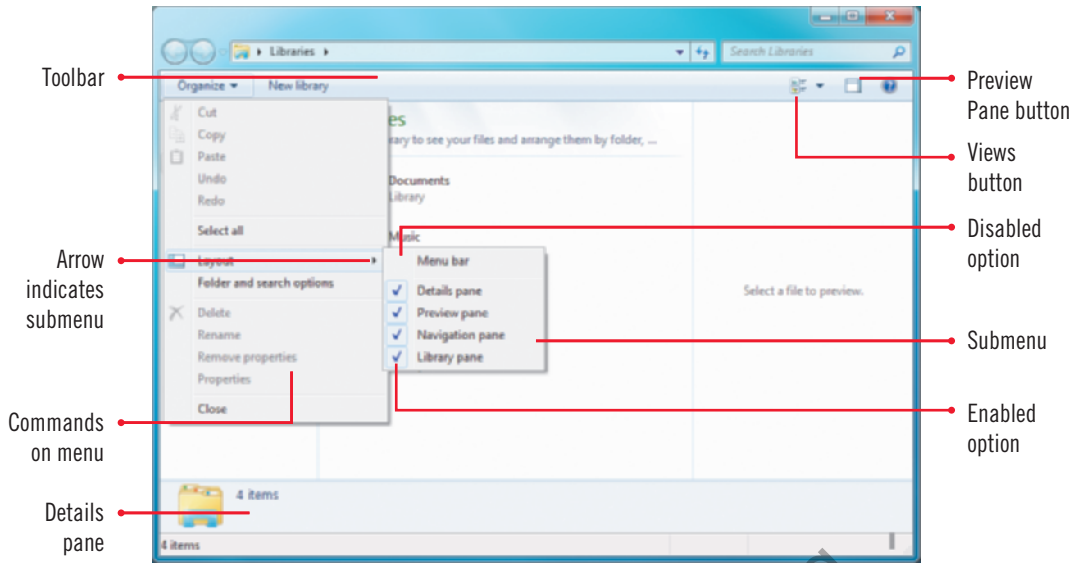 Libraries
Search Libraries
Toolbar
Organize
New library
Preview
Pane button
Views
button
Disabled
option
Submenu
Enabled
option
Arrow
indicates
submenu
Commands
on menu
Details
pane
Cut
Copy
Paste
Undo
Redo
Select all
Layout
Folder and search options
Delete
Rename
Remove properties
Properties
Close
to see your files and arrange them by folder, ...
Documents
Library
Music
Menu bar
Details pane
Preview pane
Navigation pane
Library pane
Select a file to preview.
4 items
4 items